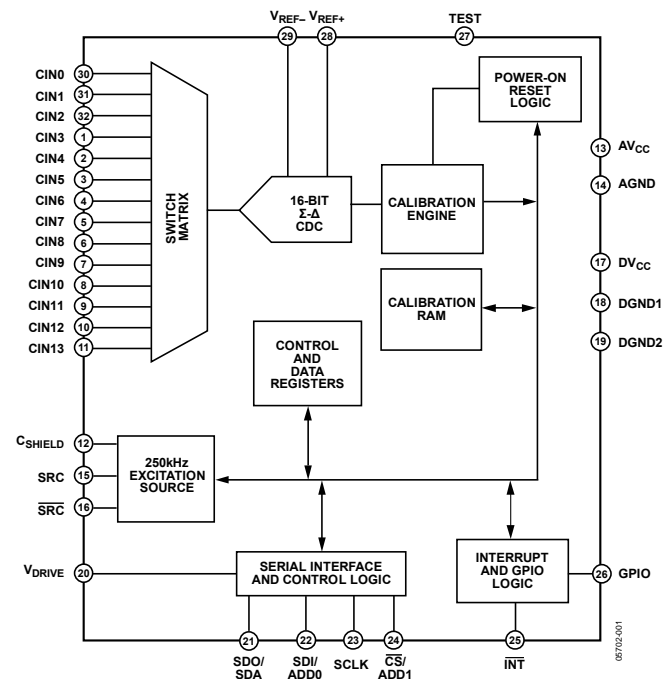 VREF– VREF+ TEST
29 28 27
CIN0 30
CIN1 31
CIN2 32
CIN3 1
CIN4 2
CIN5 3
CIN6 4
CIN7 5
CIN8 6
CIN9 7
CIN10 8
CIN11 9
CIN12 10
CIN13 11
SWITCH
MATRIX
16-BIT
Σ-Δ
CDC
CALIBRATION
ENGINE
POWER-ON
RESET
LOGIC
13 AVCC
14 AGND
17 DVCC
18 DGND1
19 DGND2
CALIBRATION
RAM
CONTROL
AND
DATA
REGISTERS
CSHIELD 12
SRC 15
S̅R̅C̅ 16
250kHz
EXCITATION
SOURCE
VDRIVE 20
SERIAL INTERFACE
AND CONTROL LOGIC
INTERRUPT
AND GPIO
LOGIC
26 GPIO
21 22 23 24 25
SDO/
SDA
SDI/
ADD0
SCLK
C̅S̅/
ADD1
I̅N̅T̅
05702-001